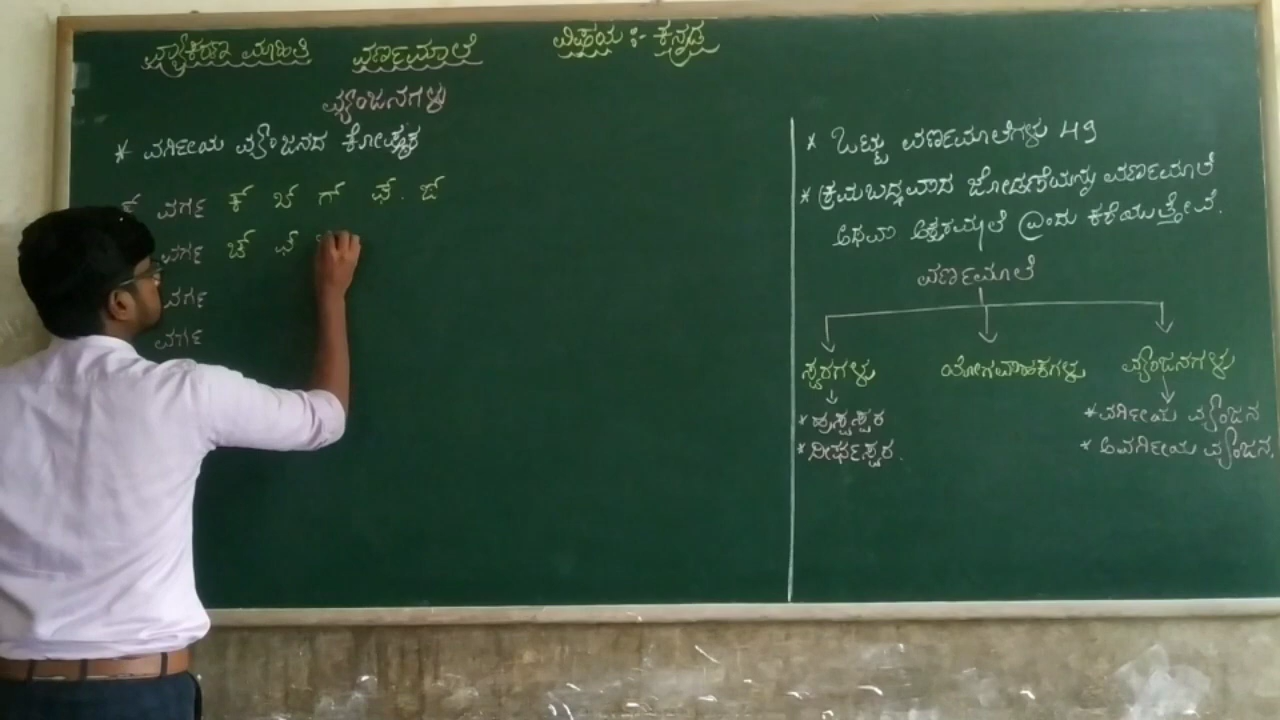 ವ್ಯಾಕರಣ ಮಾಹಿತಿ ವರ್ಣಮಾಲೆ ವಿಷಯ :- ಕನ್ನಡ
ವ್ಯಂಜನಗಳು
* ವರ್ಗೀಯ ವ್ಯಂಜನದ ಕೋಷ್ಟಕ
ಕ್ ವರ್ಗ ಕ್ ಖ್ ಗ್ ಘ್ ಙ್
ವರ್ಗ ಚ್ ಛ್
ವರ್ಗ
ವರ್ಗ
* ಒಟ್ಟು ವರ್ಣಮಾಲೆಗಳು 49
* ಕ್ರಮಬದ್ಧವಾದ ಜೋಡಣೆಯನ್ನು ವರ್ಣಮಾಲೆ
ಅಥವಾ ಅಕ್ಷರಮಾಲೆ ಎಂದು ಕರೆಯುತ್ತೇವೆ.
ವರ್ಣಮಾಲೆ
ಸ್ವರಗಳು ಯೋಗವಾಹಕಗಳು ವ್ಯಂಜನಗಳು
* ಹ್ರಸ್ವಸ್ವರ * ವರ್ಗೀಯ ವ್ಯಂಜನ
* ದೀರ್ಘಸ್ವರ. * ಅವರ್ಗೀಯ ವ್ಯಂಜನ.